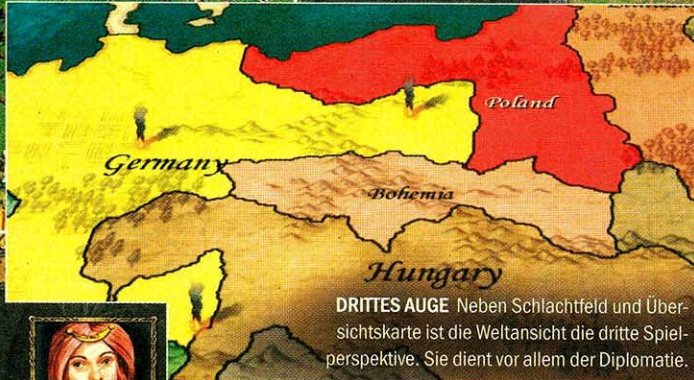 Poland
Germany
Bohemia
Hungary
DRITTES AUGE Neben Schlachtfeld und Über-
sichtskarte ist die Weltansicht die dritte Spiel-
perspektive. Sie dient vor allem der Diplomatie.